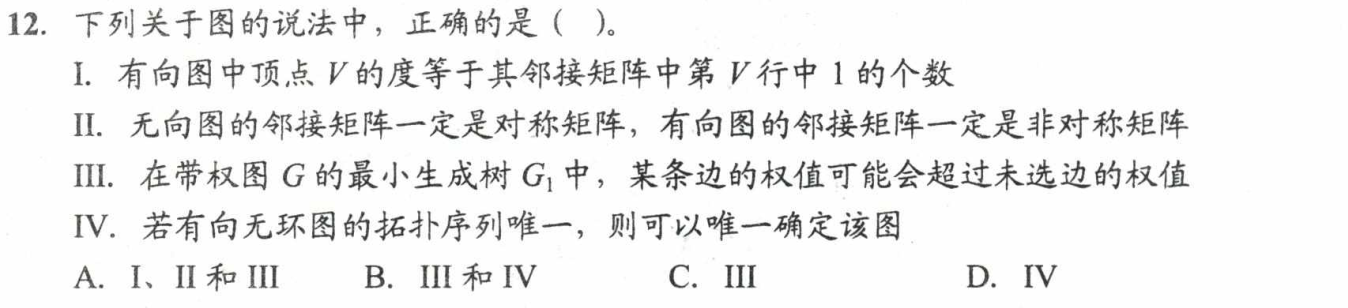 12. 下列关于图的说法中，正确的是（ ）。
I. 有向图中顶点 V 的度等于其邻接矩阵中第 V 行中 1 的个数
II. 无向图的邻接矩阵一定是对称矩阵，有向图的邻接矩阵一定是非对称矩阵
III. 在带权图 G 的最小生成树 G₁ 中，某条边的权值可能会超过未选边的权值
IV. 若有向无环图的拓扑序列唯一，则可以唯一确定该图
A. I、II 和 III B. III 和 IV C. III D. IV